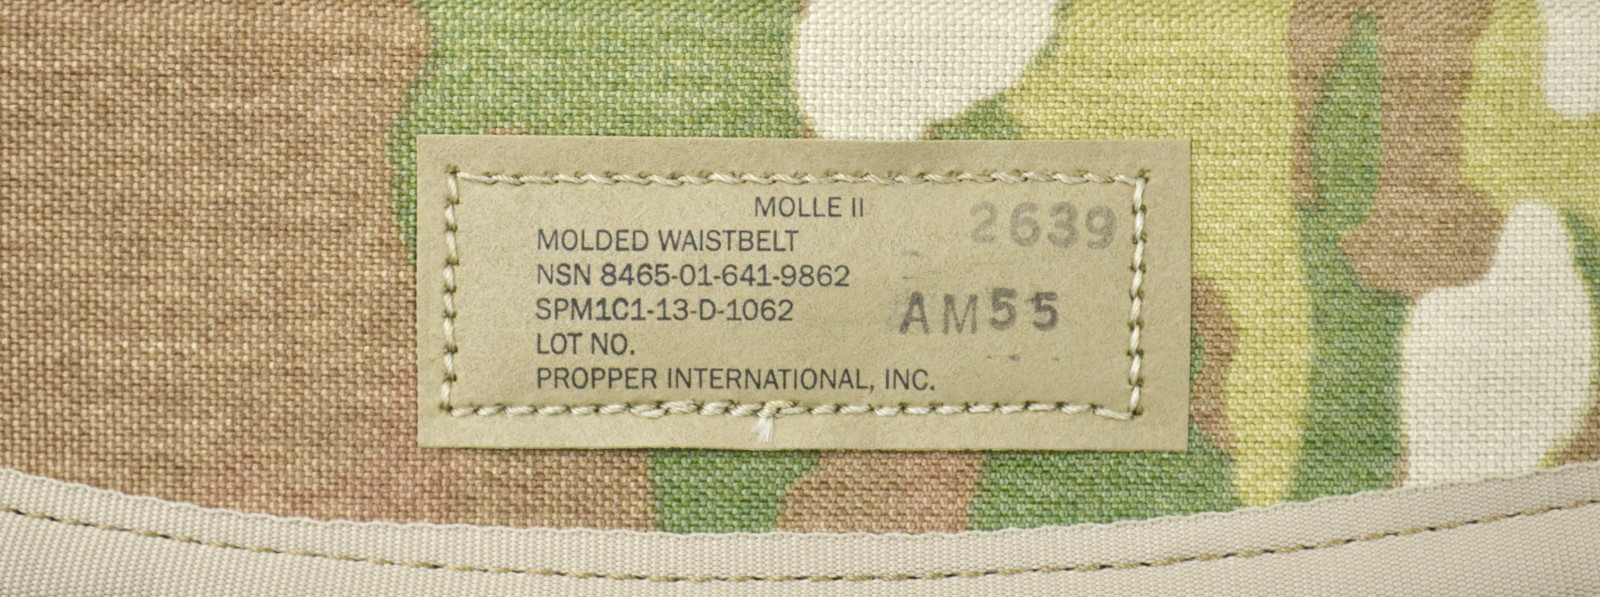 MOLLE II
2639
MOLDED WAISTBELT
NSN 8465-01-641-9862
SPM1C1-13-D-1062
AM55
LOT NO.
PROPPER INTERNATIONAL, INC.